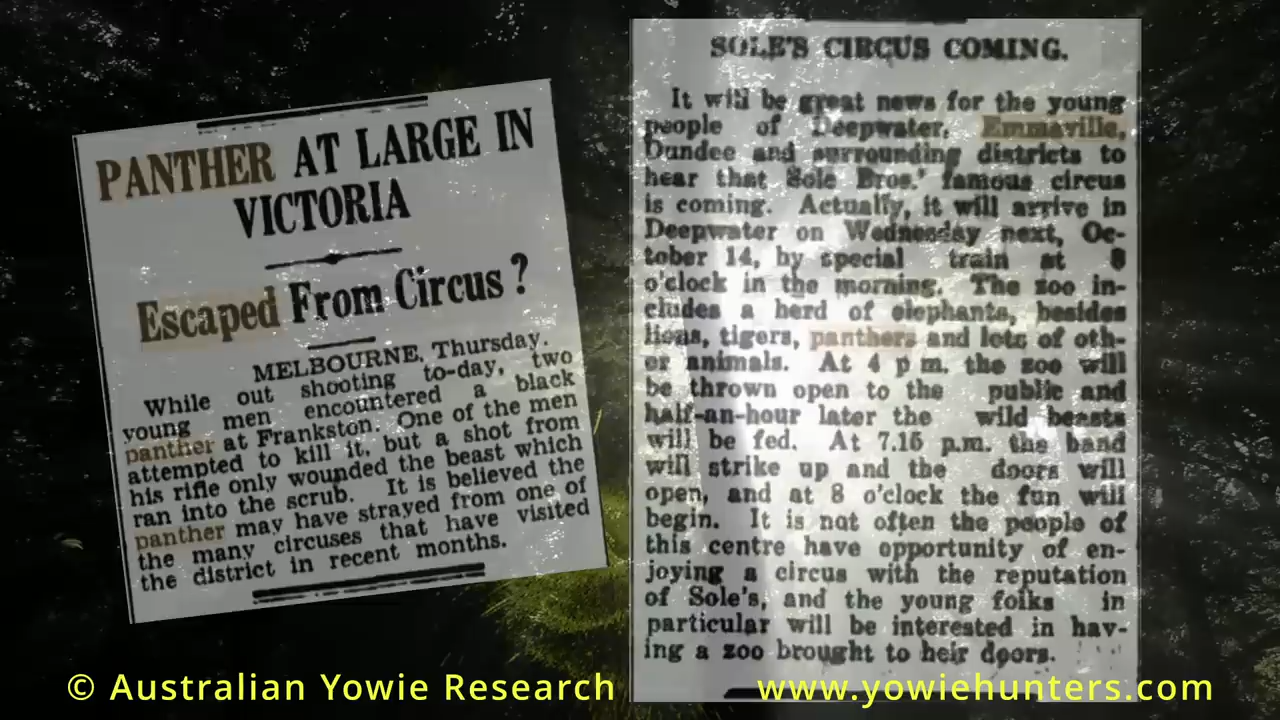 PANTHER AT LARGE IN
VICTORIA
Escaped From Circus ?
MELBOURNE, Thursday.
While out shooting to-day, two
young men encountered a black
panther at Frankston. One of the men
attempted to kill it, but a shot from
his rifle only wounded the beast which
ran into the scrub. It is believed the
panther may have strayed from one of
the many circuses that have visited
the district in recent months.
SOLE'S CIRCUS COMING.
It will be great news for the young
people of Deepwater, Emmaville,
Dundee and surrounding districts to
hear that Sole Bros.' famous circus
is coming. Actually, it will arrive in
Deepwater on Wednesday next, Oc-
tober 14, by special train at 8
o'clock in the morning. The zoo in-
cludes a herd of elephants, besides
lions, tigers, panthers and lots of oth-
er animals. At 4 p m. the zoo will
be thrown open to the public and
half-an-hour later the wild beasts
will be fed. At 7.15 p.m. the band
will strike up and the doors will
open, and at 8 o'clock the fun will
begin. It is not often the people of
this centre have opportunity of en-
joying a circus with the reputation
of Sole's, and the young folks in
particular will be interested in hav-
ing a zoo brought to heir doors.
© Australian Yowie Research
www.yowiehunters.com